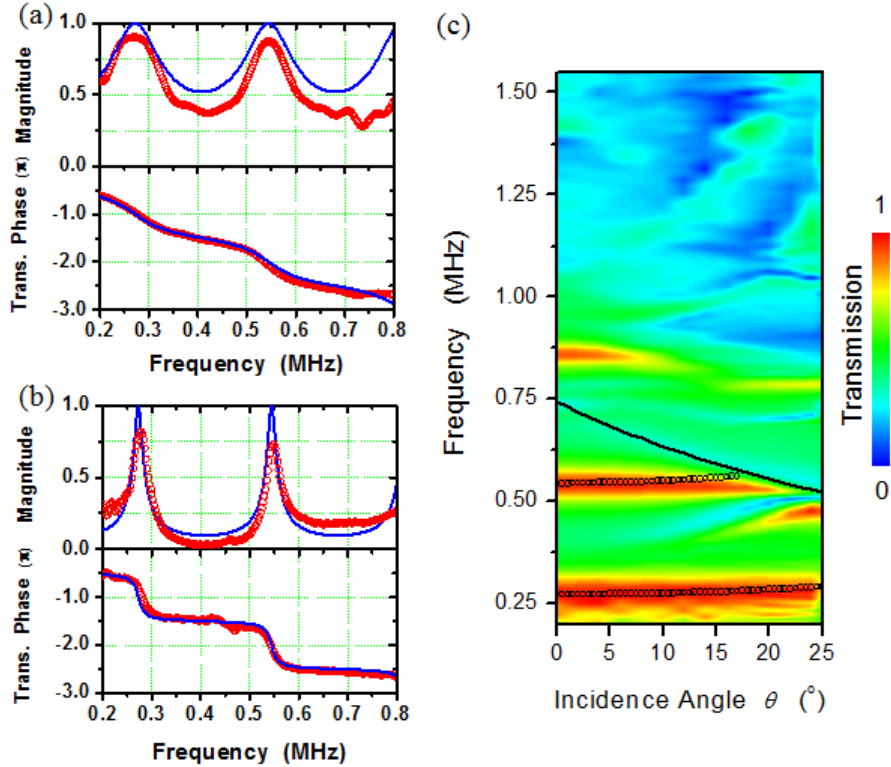 (a)
1.0
0.5
0.0
Magnitude
-1.0
-2.0
-3.0
Trans. Phase (π)
0.2 0.3 0.4 0.5 0.6 0.7 0.8
Frequency (MHz)
(b)
1.0
0.5
0.0
Magnitude
-1.0
-2.0
-3.0
Trans. Phase (π)
0.2 0.3 0.4 0.5 0.6 0.7 0.8
Frequency (MHz)
(c)
1.50
1.25
1.00
0.75
0.50
0.25
Frequency (MHz)
0 5 10 15 20 25
Incidence Angle θ (°)
1
0
Transmission